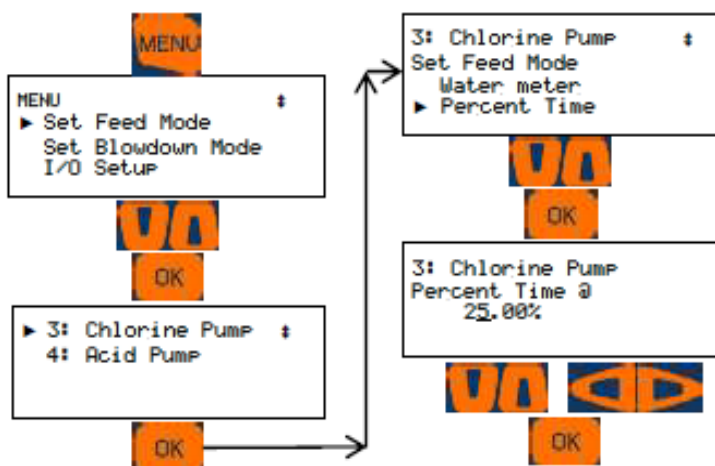 MENU
MENU
► Set Feed Mode
Set Blowdown Mode
I/O Setup
OK
► 3: Chlorine Pump
4: Acid Pump
OK
3: Chlorine Pump
Set Feed Mode
Water meter
► Percent Time
OK
3: Chlorine Pump
Percent Time @
25.00%
OK